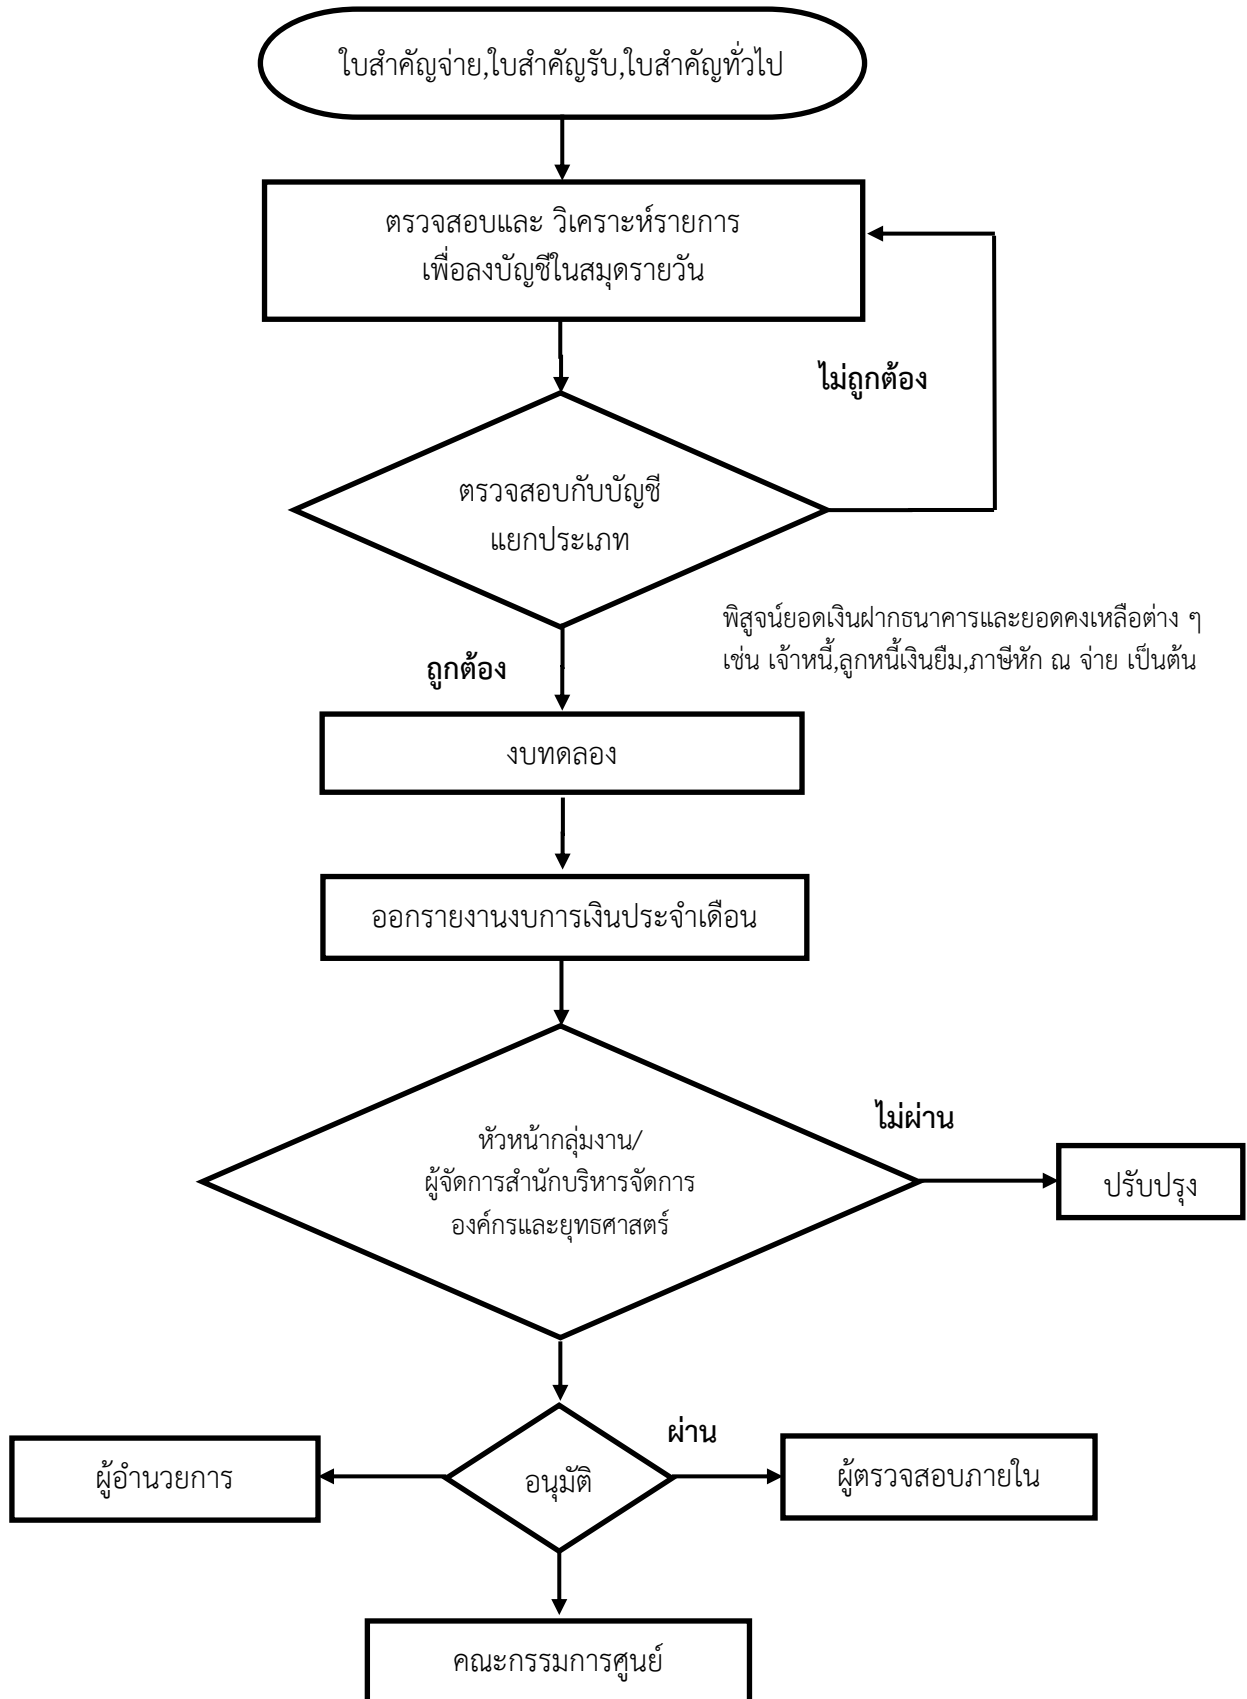 ใบสำคัญจ่าย,ใบสำคัญรับ,ใบสำคัญทั่วไป
ตรวจสอบและ วิเคราะห์รายการ
เพื่อลงบัญชีในสมุดรายวัน
ไม่ถูกต้อง
ตรวจสอบกับบัญชี
แยกประเภท
พิสูจน์ยอดเงินฝากธนาคารและยอดคงเหลือต่าง ๆ
เช่น เจ้าหนี้,ลูกหนี้เงินยืม,ภาษีหัก ณ จ่าย เป็นต้น
ถูกต้อง
งบทดลอง
ออกรายงานงบการเงินประจำเดือน
ไม่ผ่าน
หัวหน้ากลุ่มงาน/
ผู้จัดการสำนักบริหารจัดการ
องค์กรและยุทธศาสตร์
ปรับปรุง
ผ่าน
ผู้อำนวยการ
อนุมัติ
ผู้ตรวจสอบภายใน
คณะกรรมการศูนย์